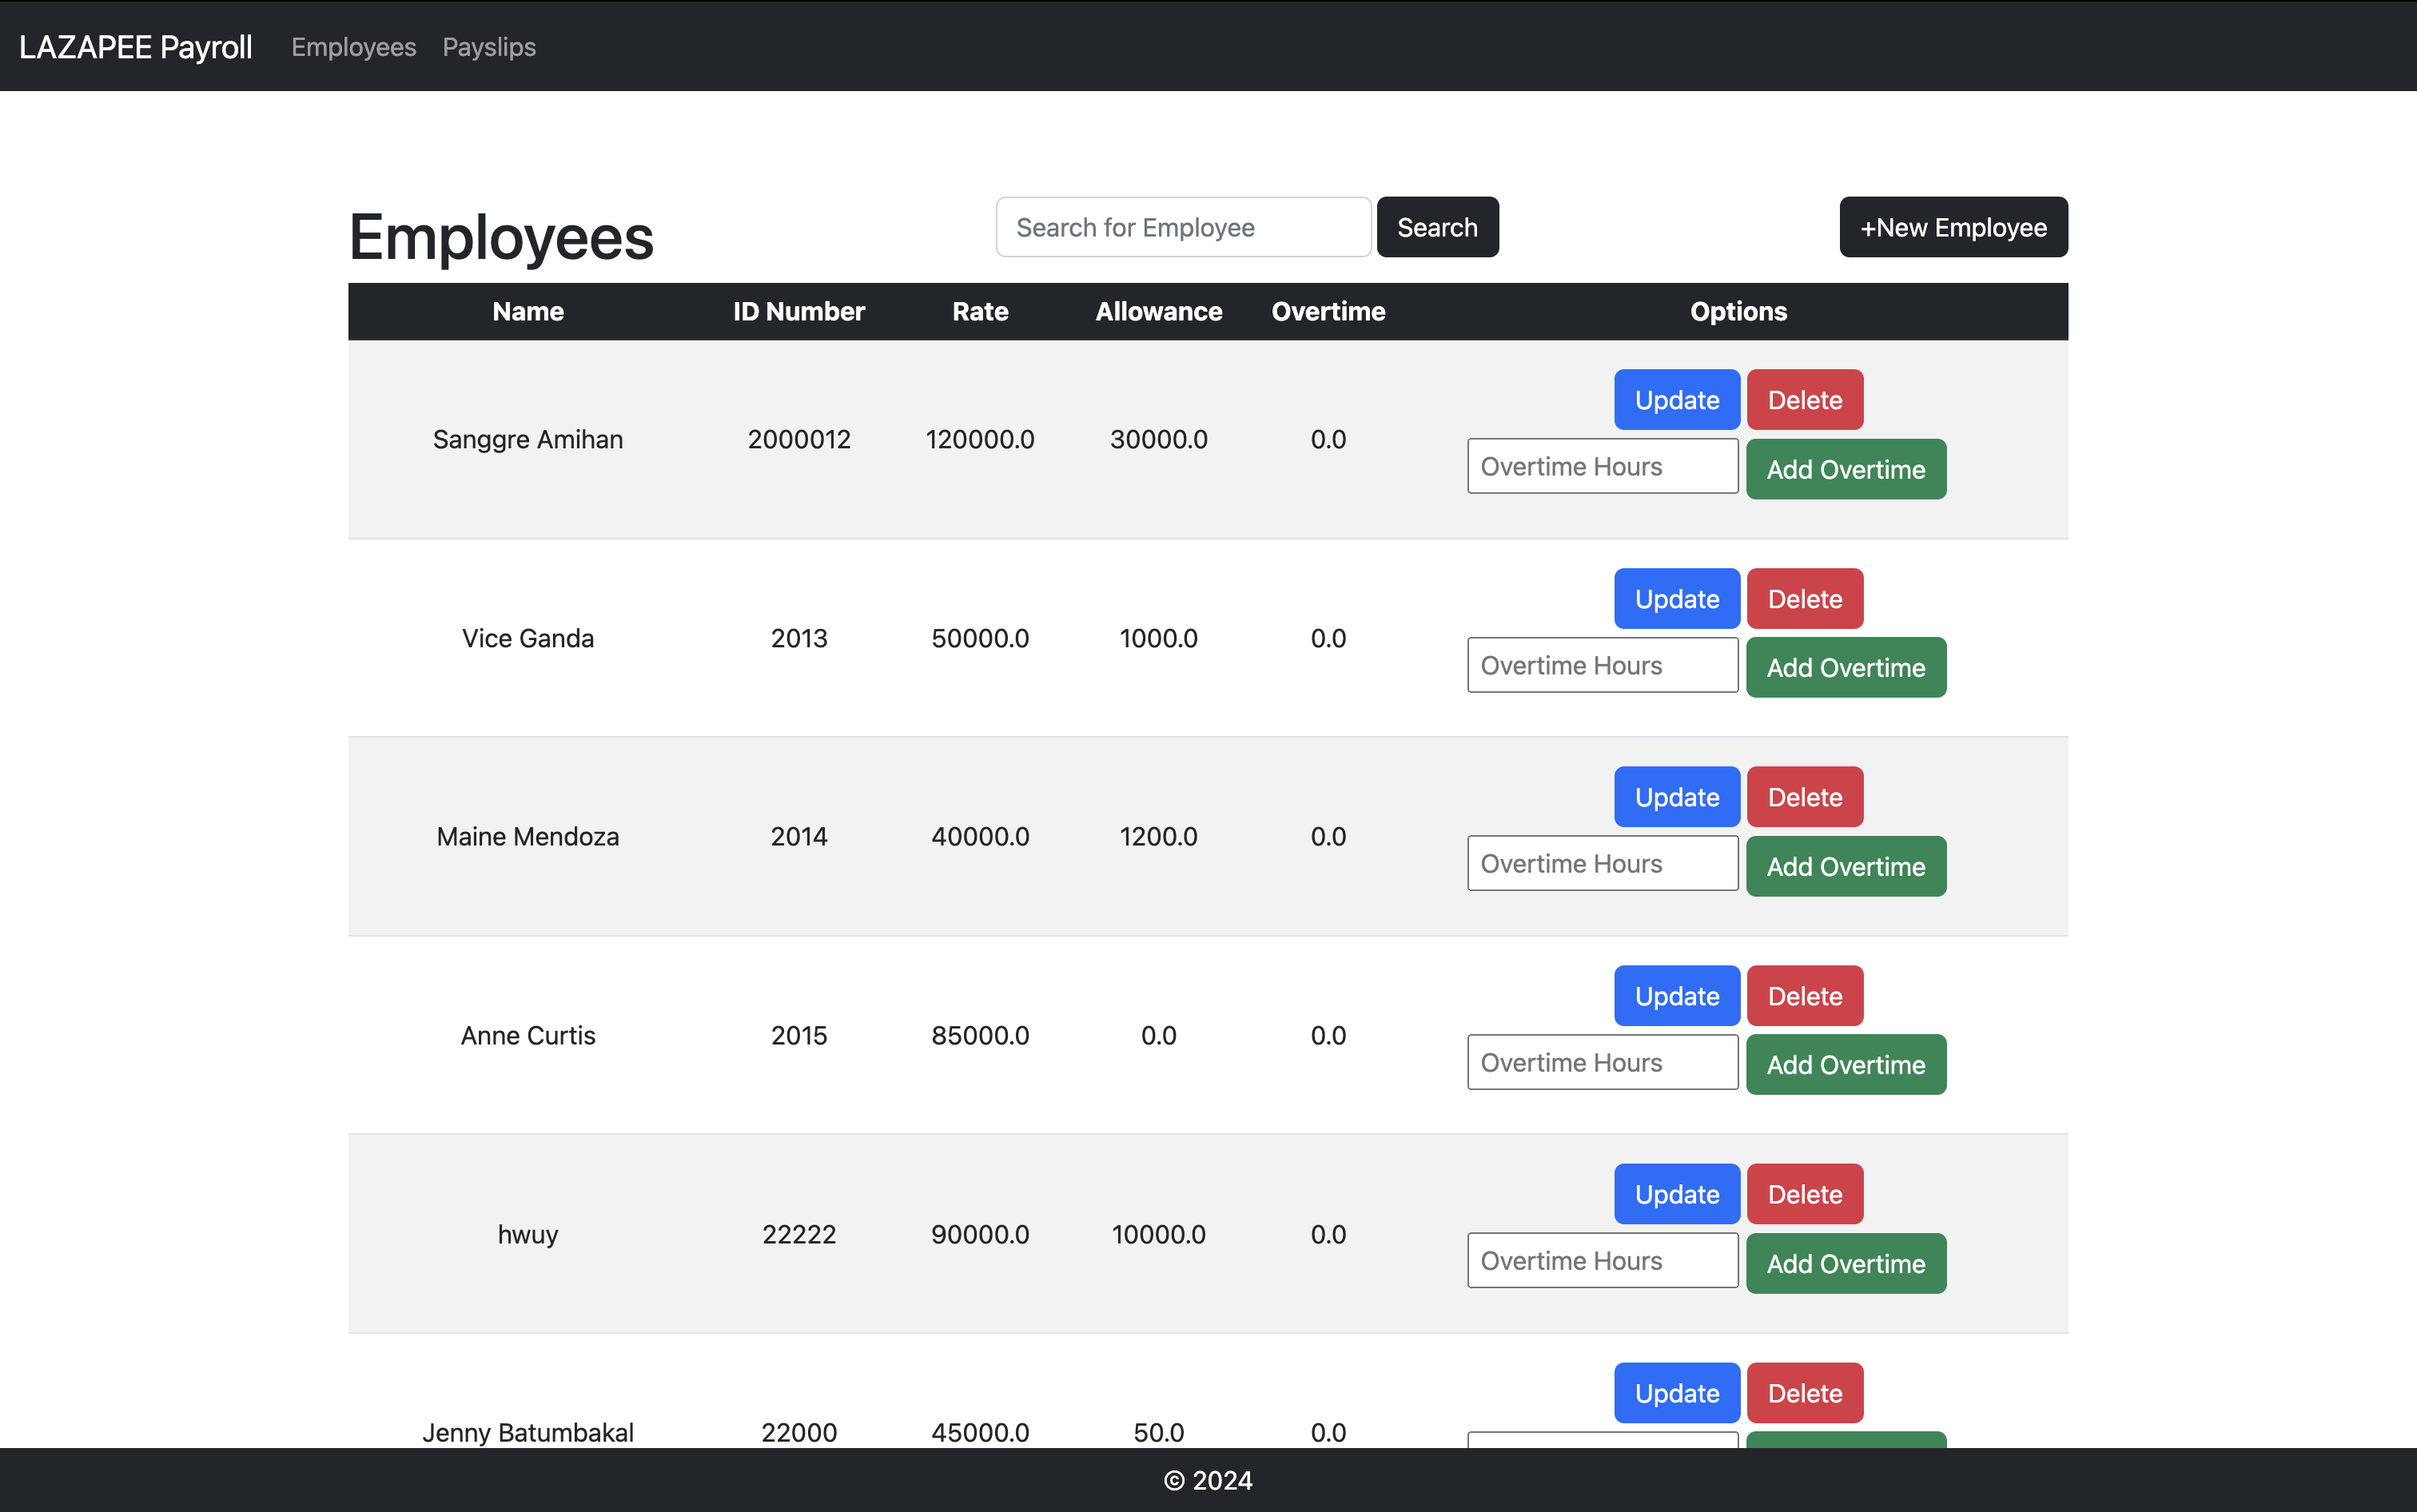 LAZAPEE Payroll Employees Payslips
Employees Search for Employee Search +New Employee
Name ID Number Rate Allowance Overtime Options
Update Delete
Sanggre Amihan 2000012 120000.0 30000.0 0.0
Overtime Hours Add Overtime
Update Delete
Vice Ganda 2013 50000.0 1000.0 0.0
Overtime Hours Add Overtime
Update Delete
Maine Mendoza 2014 40000.0 1200.0 0.0
Overtime Hours Add Overtime
Update Delete
Anne Curtis 2015 85000.0 0.0 0.0
Overtime Hours Add Overtime
Update Delete
hwuy 22222 90000.0 10000.0 0.0
Overtime Hours Add Overtime
Update Delete
Jenny Batumbakal 22000 45000.0 50.0 0.0
© 2024